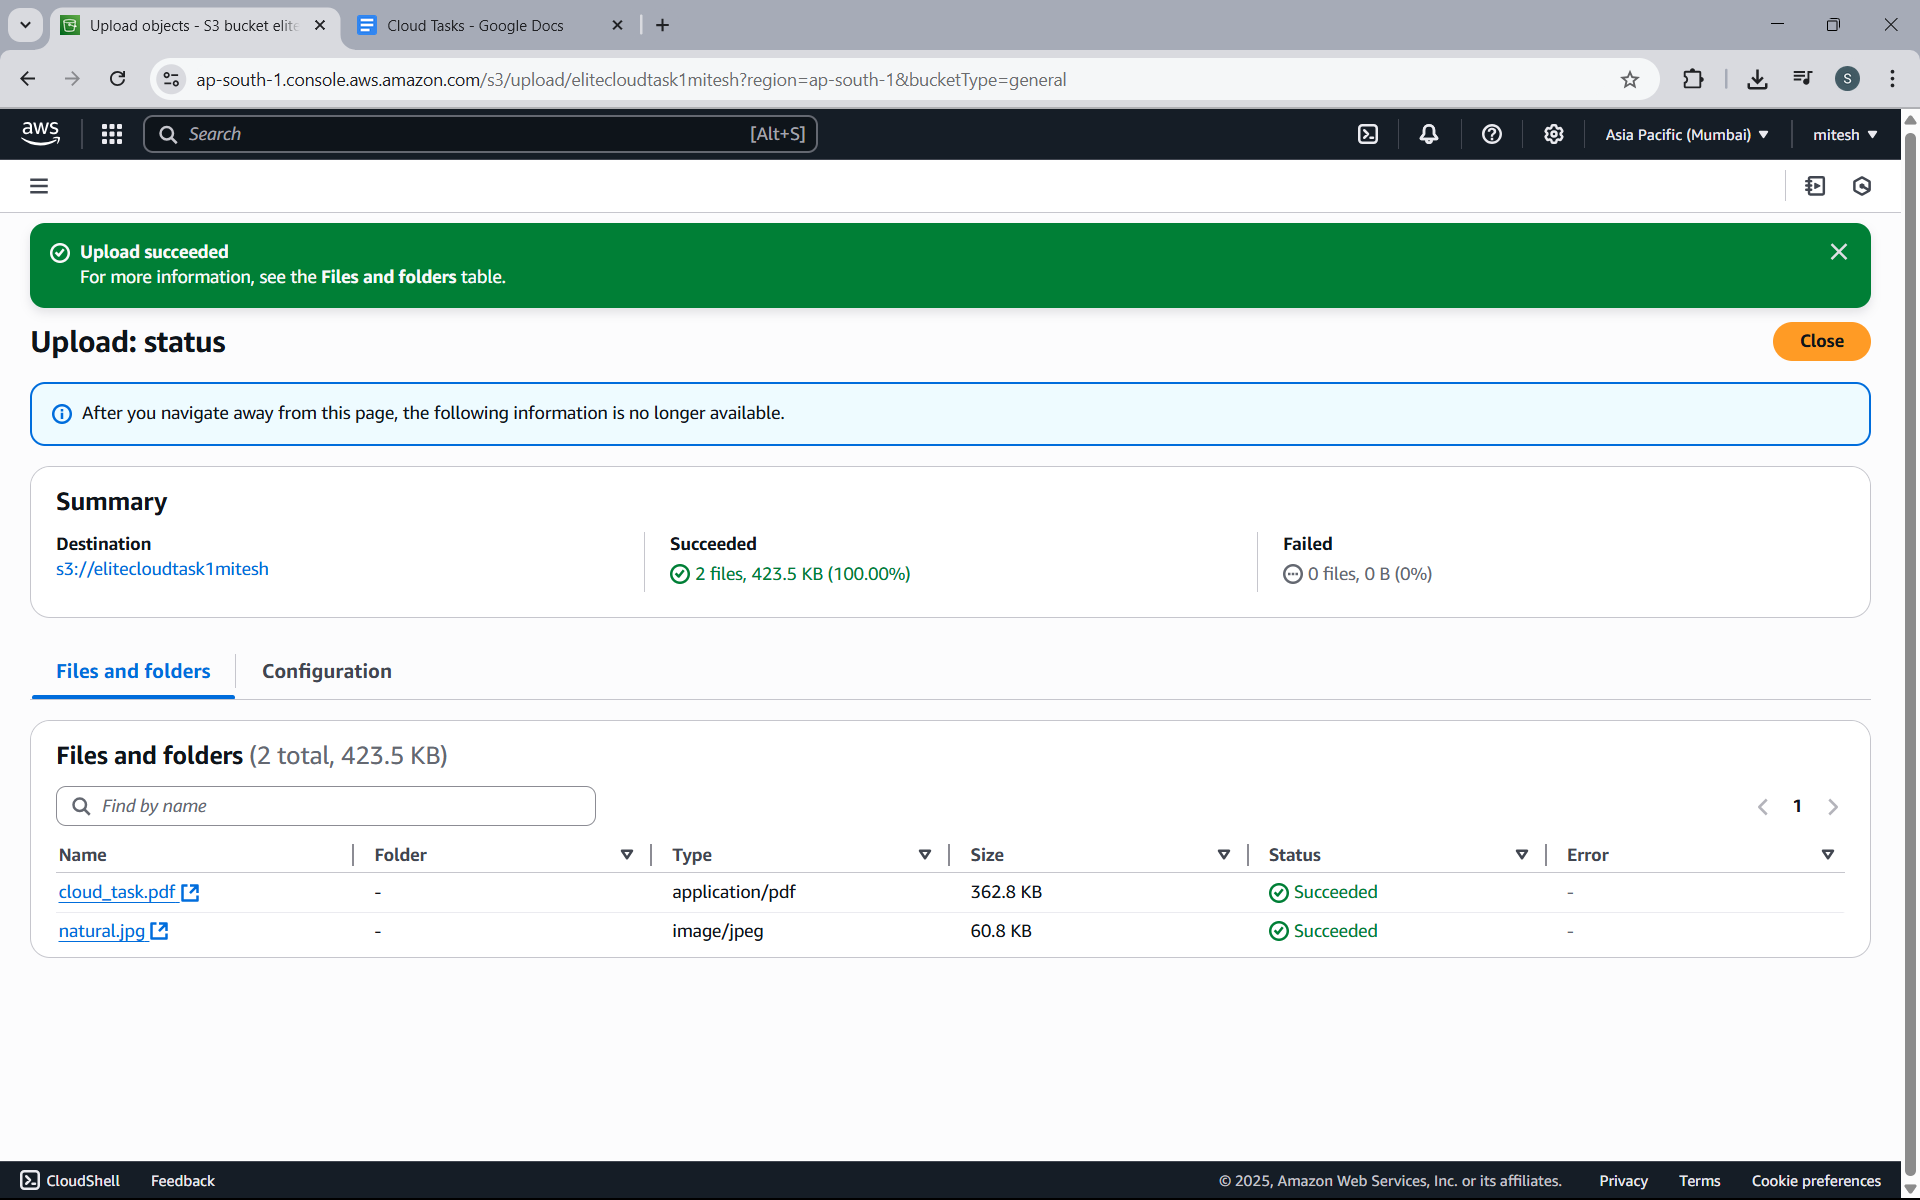 Upload objects - S3 bucket elite
Cloud Tasks - Google Docs
ap-south-1.console.aws.amazon.com/s3/upload/elitecloudtask1mitesh?region=ap-south-1&bucketType=general
S
aws
Search
[Alt+S]
Asia Pacific (Mumbai)
mitesh
Upload succeeded
For more information, see the Files and folders table.
Upload: status
Close
After you navigate away from this page, the following information is no longer available.
Summary
Destination
s3://elitecloudtask1mitesh
Succeeded
2 files, 423.5 KB (100.00%)
Failed
0 files, 0 B (0%)
Files and folders
Configuration
Files and folders (2 total, 423.5 KB)
Find by name
1
Name Folder Type Size Status Error
cloud_task.pdf - application/pdf 362.8 KB Succeeded -
natural.jpg - image/jpeg 60.8 KB Succeeded -
CloudShell Feedback © 2025, Amazon Web Services, Inc. or its affiliates. Privacy Terms Cookie preferences